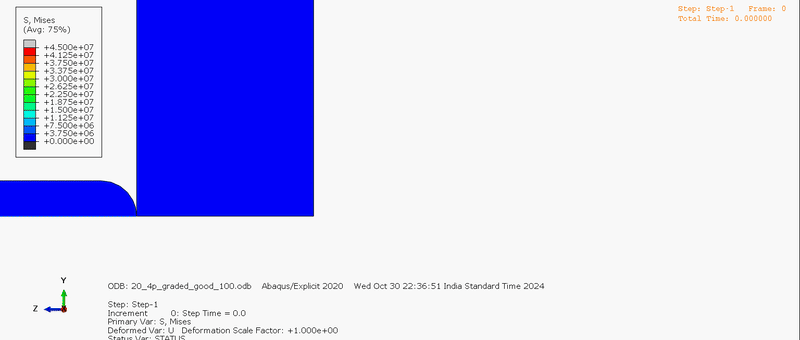 Step: Step-1 Frame: 0
Total Time: 0.000000
S, Mises
(Avg: 75%)
+4.500e+07
+4.125e+07
+3.750e+07
+3.375e+07
+3.000e+07
+2.625e+07
+2.250e+07
+1.875e+07
+1.500e+07
+1.125e+07
+7.500e+06
+3.750e+06
+0.000e+00
Y
Z
ODB: 20_4p_graded_good_100.odb Abaqus/Explicit 2020 Wed Oct 30 22:36:51 India Standard Time 2024
Step: Step-1
Increment 0: Step Time = 0.0
Primary Var: S, Mises
Deformed Var: U Deformation Scale Factor: +1.000e+00
Status Var: STATUS